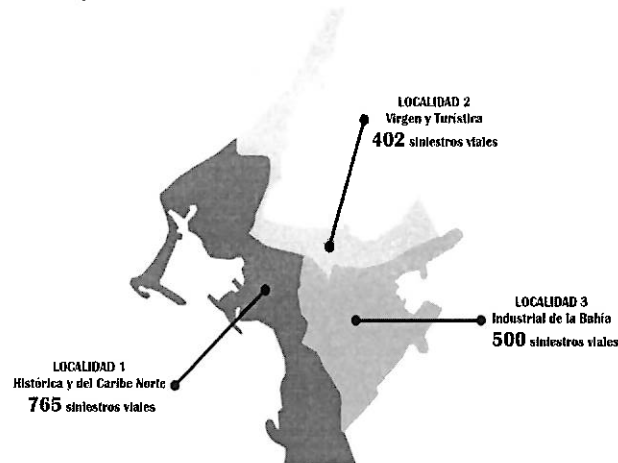 LOCALIDAD 2
Virgen y Turística
402 siniestros viales
LOCALIDAD 3
Industrial de la Bahía
500 siniestros viales
LOCALIDAD 1
Histórica y del Caribe Norte
765 siniestros viales